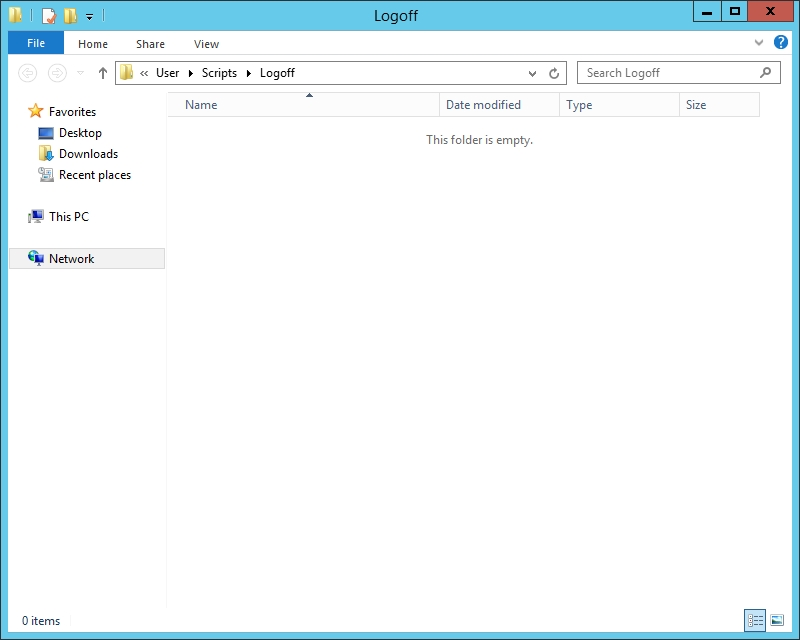 Logoff
File Home Share View
« User Scripts Logoff Search Logoff
Name Date modified Type Size
This folder is empty.
Favorites
Desktop
Downloads
Recent places
This PC
Network
0 items